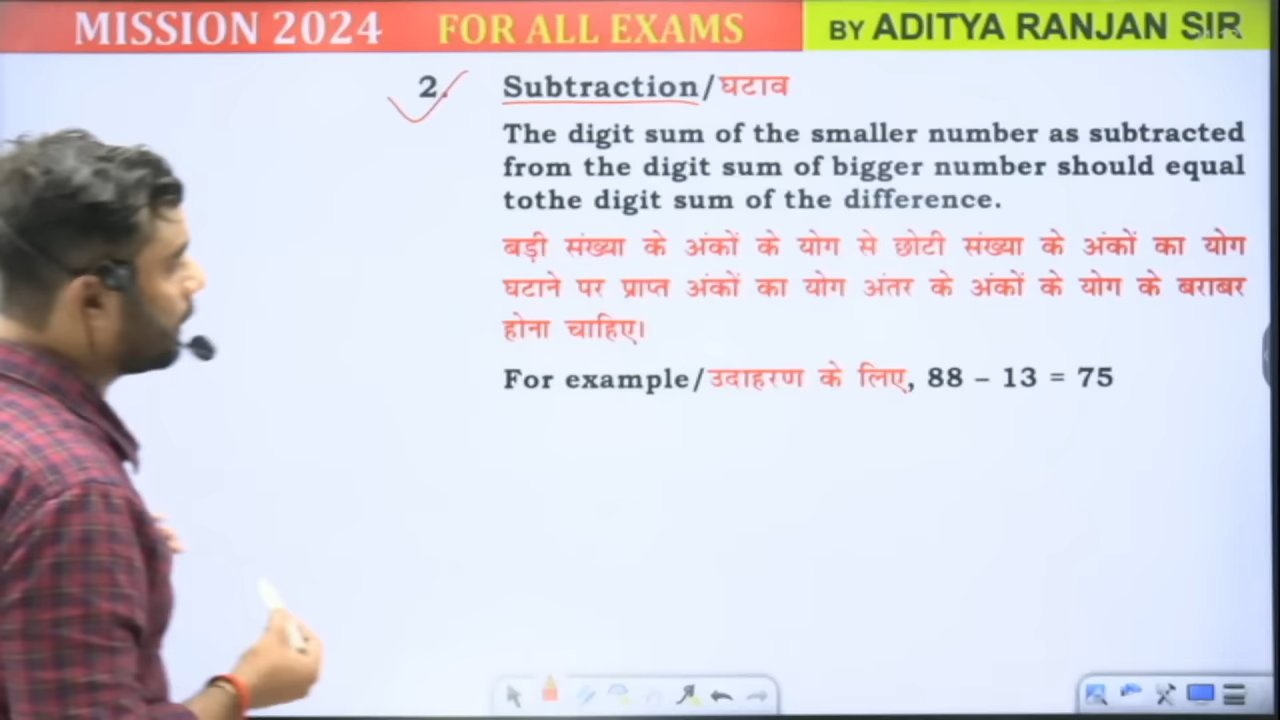 MISSION 2024 FOR ALL EXAMS BY ADITYA RANJAN SIR
2. Subtraction/घटाव
The digit sum of the smaller number as subtracted
from the digit sum of bigger number should equal
tothe digit sum of the difference.
बड़ी संख्या के अंकों के योग से छोटी संख्या के अंकों का योग
घटाने पर प्राप्त अंकों का योग अंतर के अंकों के योग के बराबर
होना चाहिए।
For example/उदाहरण के लिए, 88 – 13 = 75